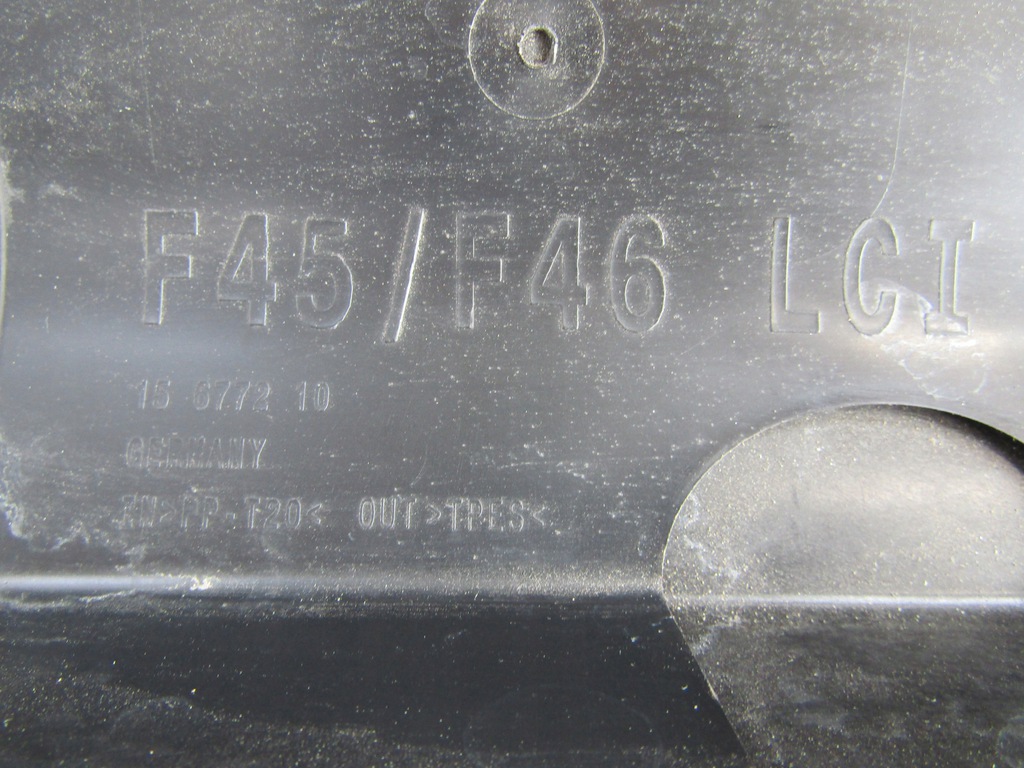 F45/F46 LCI
15 6772 10
GERMANY
IN>PP-T20< OUT>TPES<